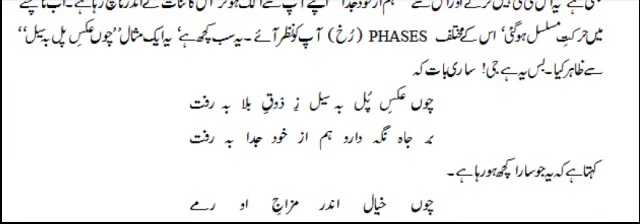 میں حرکتِ مسلسل ہوگئی‘ اس کے مختلف PHASES (رُخ) آپ کو نظر آئے۔ یہ سب کچھ ہے‘ یہ ایک مثال ’’چوں عکسِ پل بہ سیل‘‘
سے ظاہر کیا۔ بس یہ ہے جی! ساری بات کہ
چوں عکسِ پُل بہ سیل زِ ذوقِ بلا بہ رفت
بر جاہ نگہ دارو ہم از خود جدا بہ رفت
کہتا ہے کہ یہ جو سارا کچھ ہو رہا ہے۔
چوں خیال اندر مزاجِ او رمے